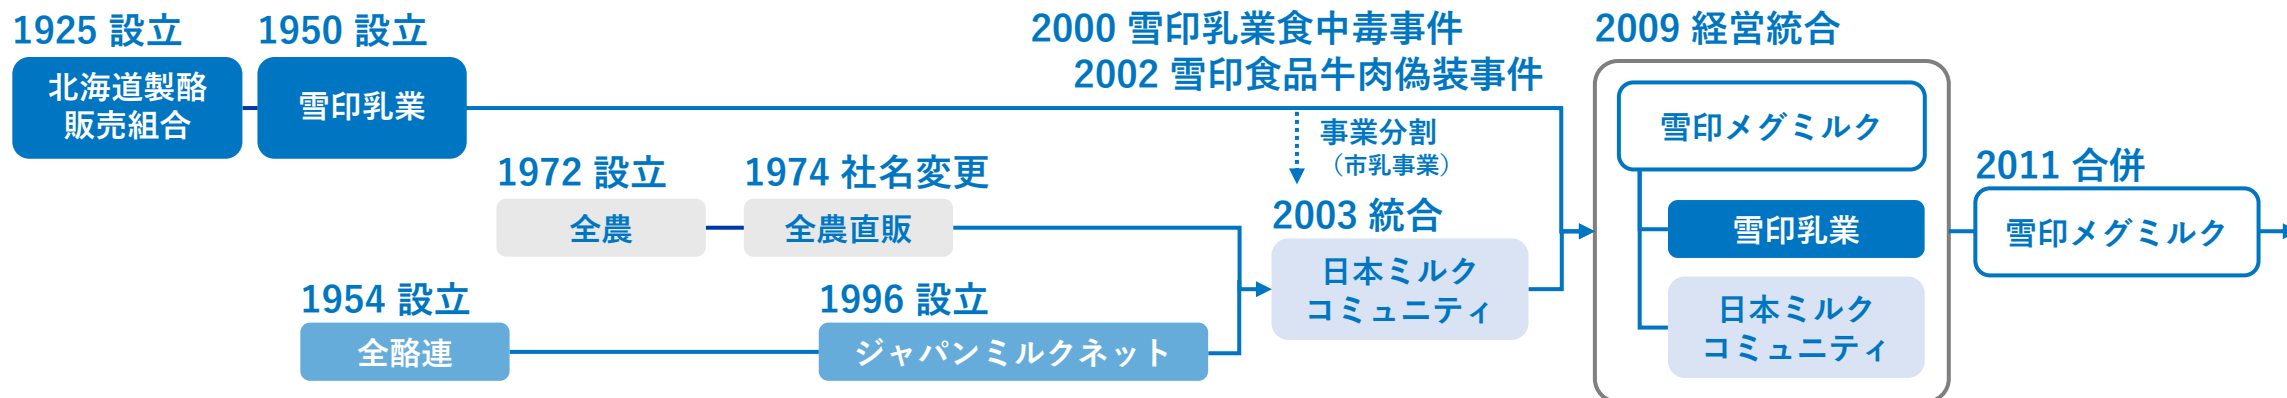 1925 設立
北海道製酪
販売組合
1950 設立
雪印乳業
2000 雪印乳業食中毒事件
2002 雪印食品牛肉偽装事件
事業分割
（市乳事業）
1972 設立
全農
1974 社名変更
全農直販
1954 設立
全酪連
1996 設立
ジャパンミルクネット
2003 統合
日本ミルク
コミュニティ
2009 経営統合
雪印メグミルク
雪印乳業
日本ミルク
コミュニティ
2011 合併
雪印メグミルク